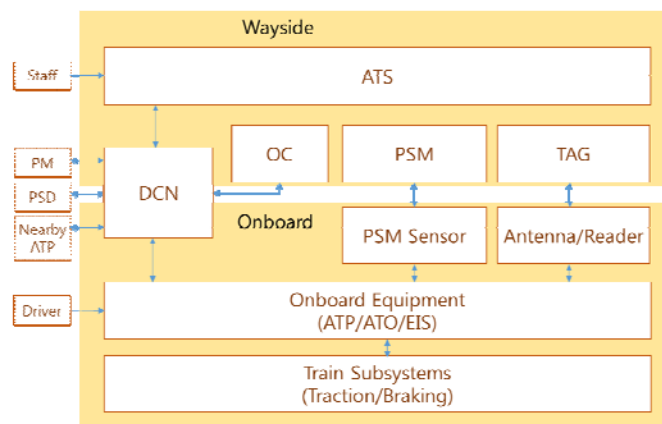 Wayside
Staff
ATS
OC
PSM
TAG
PM
DCN
PSD
Nearby
ATP
Onboard
PSM Sensor
Antenna/Reader
Driver
Onboard Equipment
(ATP/ATO/EIS)
Train Subsystems
(Traction/Braking)